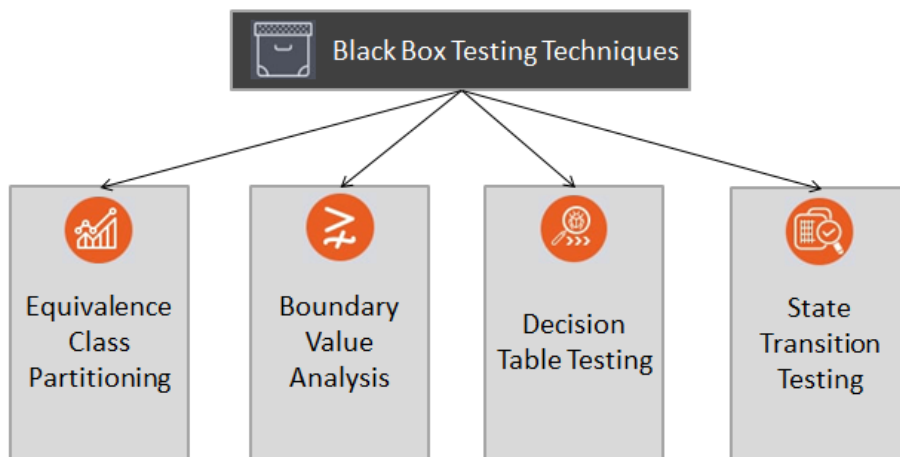 Black Box Testing Techniques
Equivalence
Class
Partitioning
Boundary
Value
Analysis
Decision
Table Testing
State
Transition
Testing